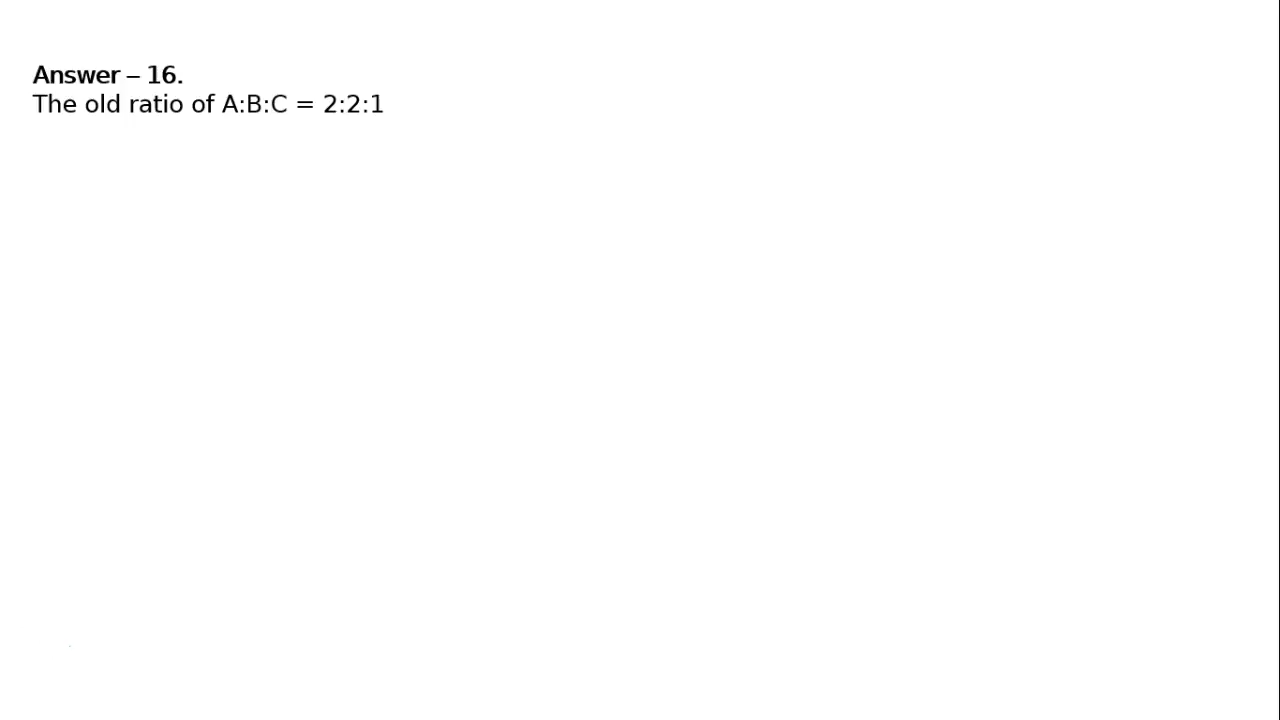 Answer – 16.
The old ratio of A:B:C = 2:2:1